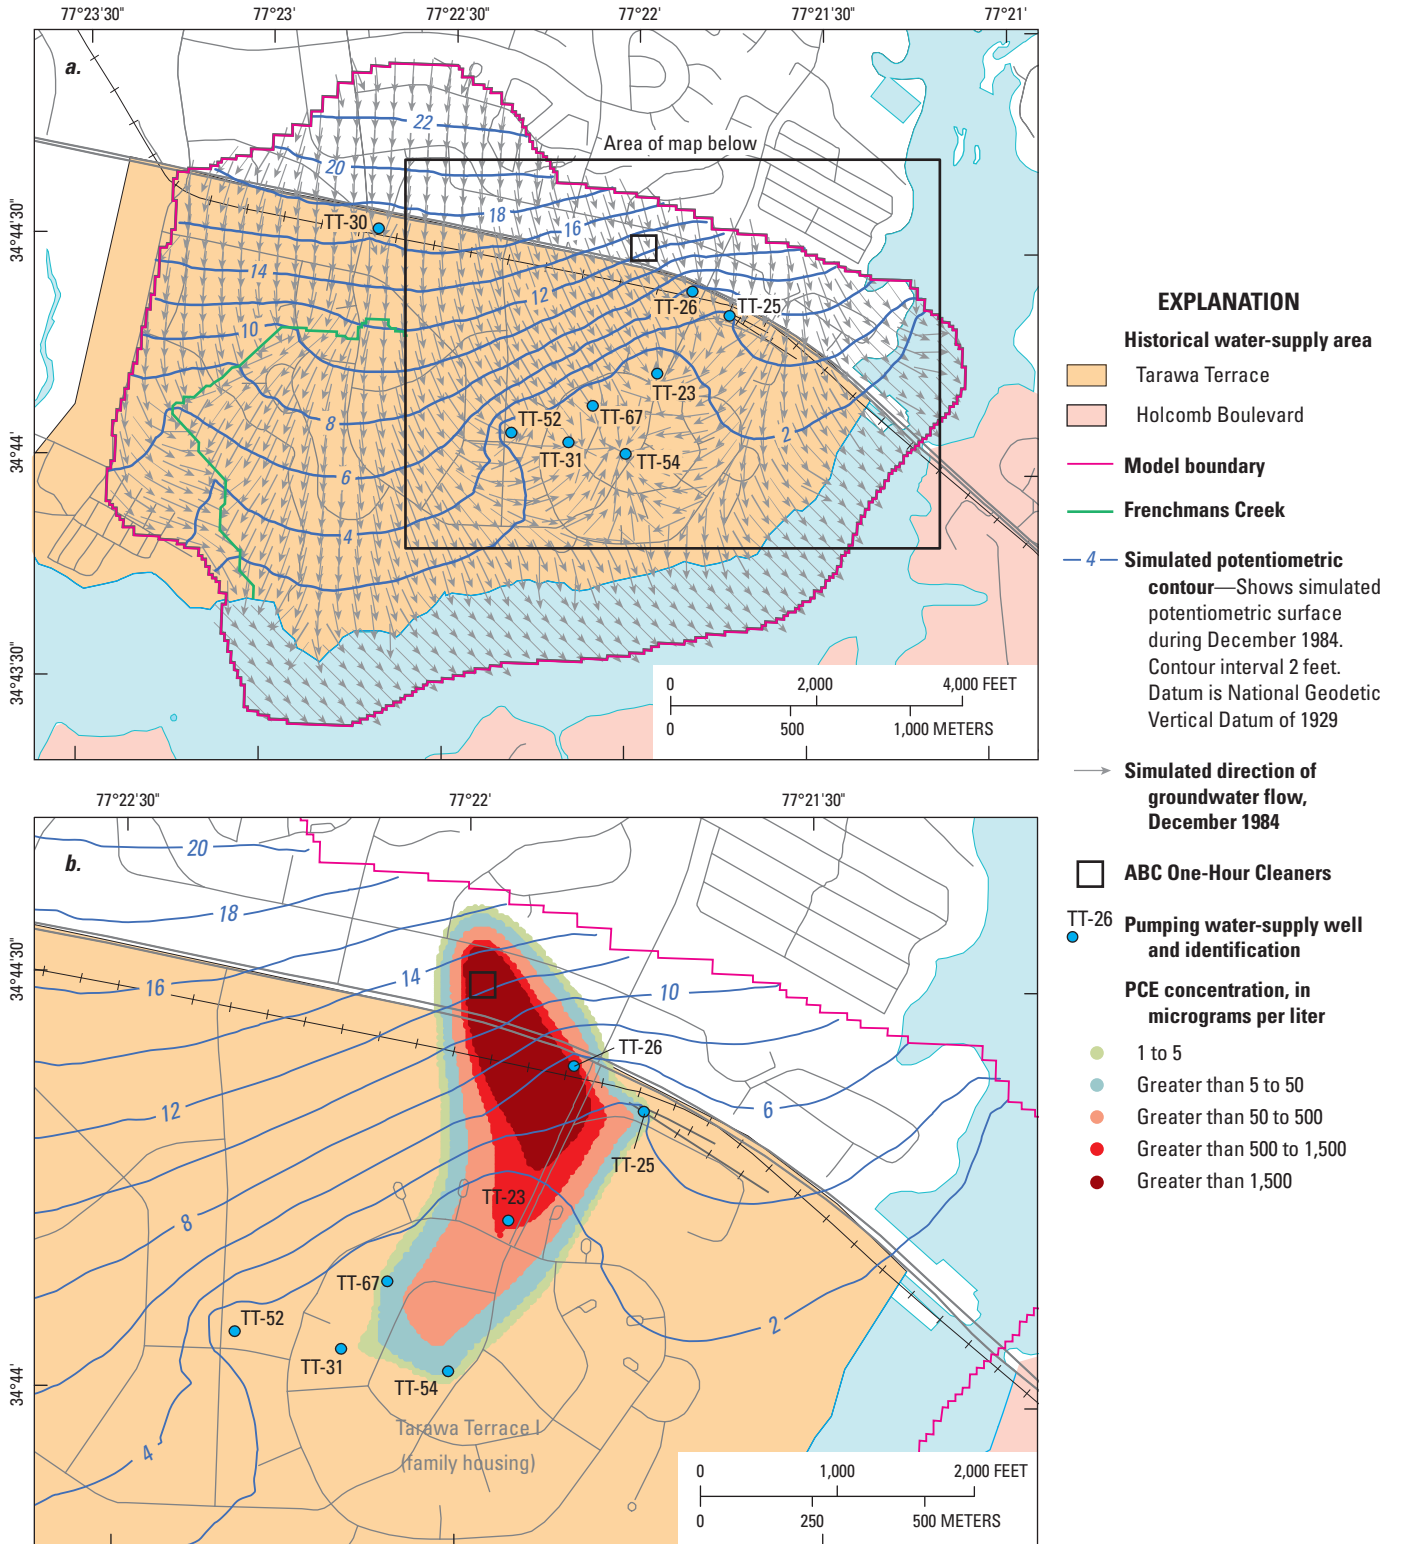 77°23'30"
77°23'
77°22'30"
77°22'
77°21'30"
77°21'
a.
22
Area of map below
20
34°44'30"
18
TT-30
16
14
12
TT-26
TT-25
10
TT-23
8
TT-52
TT-67
2
34°44'
TT-31
TT-54
6
4
34°43'30"
0
2,000
4,000 FEET
0
500
1,000 METERS
EXPLANATION
Historical water-supply area
Tarawa Terrace
Holcomb Boulevard
Model boundary
Frenchmans Creek
4
Simulated potentiometric
contour—Shows simulated
potentiometric surface
during December 1984.
Contour interval 2 feet.
Datum is National Geodetic
Vertical Datum of 1929
Simulated direction of
groundwater flow,
December 1984
ABC One-Hour Cleaners
TT-26
Pumping water-supply well
and identification
PCE concentration, in
micrograms per liter
1 to 5
Greater than 5 to 50
Greater than 50 to 500
Greater than 500 to 1,500
Greater than 1,500
77°22'30"
77°22'
77°21'30"
20
b.
18
34°44'30"
14
16
10
TT-26
12
6
TT-25
TT-23
8
TT-67
TT-52
2
TT-31
34°44'
TT-54
Tarawa Terrace I
4
(family housing)
0
1,000
2,000 FEET
0
250
500 METERS